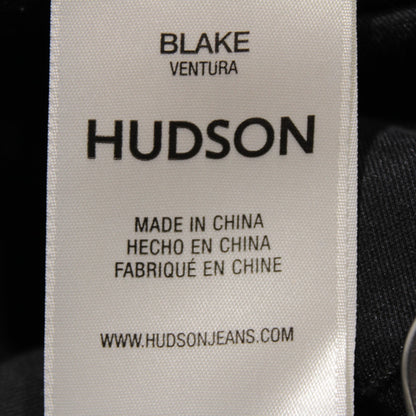 BLAKE
VENTURA
HUDSON
MADE IN CHINA
HECHO EN CHINA
FABRIQUÉ EN CHINE
WWW.HUDSONJEANS.COM